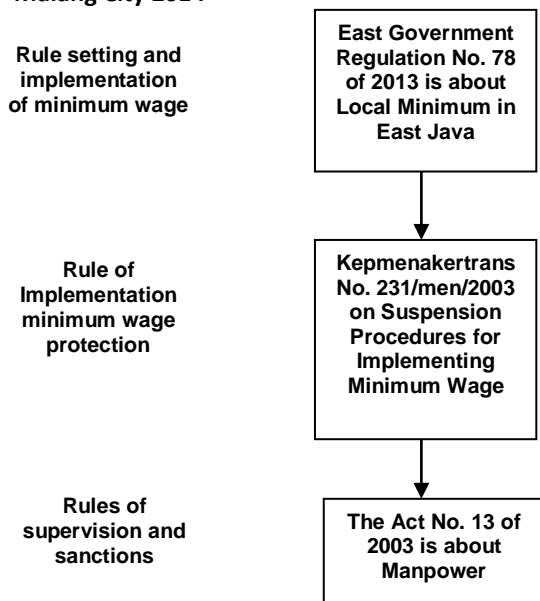 Malang City 2014
Rule setting and
implementation
of minimum wage
East Government
Regulation No. 78
of 2013 is about
Local Minimum in
East Java
Rule of
Implementation
minimum wage
protection
Kepmenakertrans
No. 231/men/2003
on Suspension
Procedures for
Implementing
Minimum Wage
Rules of
supervision and
sanctions
The Act No. 13 of
2003 is about
Manpower